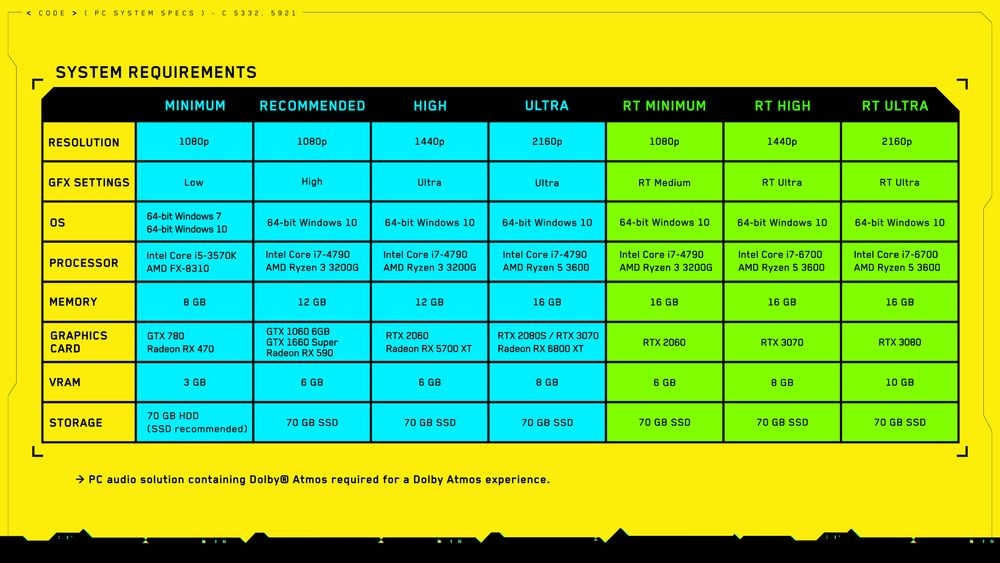 < CODE > ( PC SYSTEM SPECS ) - C 5332. 5921
SYSTEM REQUIREMENTS
MINIMUM RECOMMENDED HIGH ULTRA RT MINIMUM RT HIGH RT ULTRA
RESOLUTION 1080p 1080p 1440p 2160p 1080p 1440p 2160p
GFX SETTINGS Low High Ultra Ultra RT Medium RT Ultra RT Ultra
OS
64-bit Windows 7
64-bit Windows 10
64-bit Windows 10
64-bit Windows 10
64-bit Windows 10
64-bit Windows 10
64-bit Windows 10
64-bit Windows 10
PROCESSOR
Intel Core i5-3570K
AMD FX-8310
Intel Core i7-4790
AMD Ryzen 3 3200G
Intel Core i7-4790
AMD Ryzen 3 3200G
Intel Core i7-4790
AMD Ryzen 5 3600
Intel Core i7-4790
AMD Ryzen 3 3200G
Intel Core i7-6700
AMD Ryzen 5 3600
Intel Core i7-6700
AMD Ryzen 5 3600
MEMORY 8 GB 12 GB 12 GB 16 GB 16 GB 16 GB 16 GB
GRAPHICS
CARD
GTX 780
Radeon RX 470
GTX 1060 6GB
GTX 1660 Super
Radeon RX 590
RTX 2060
Radeon RX 5700 XT
RTX 2080S / RTX 3070
Radeon RX 6800 XT
RTX 2060
RTX 3070
RTX 3080
VRAM 3 GB 6 GB 6 GB 8 GB 6 GB 8 GB 10 GB
STORAGE
70 GB HDD
(SSD recommended)
70 GB SSD
70 GB SSD
70 GB SSD
70 GB SSD
70 GB SSD
70 GB SSD
→ PC audio solution containing Dolby® Atmos required for a Dolby Atmos experience.